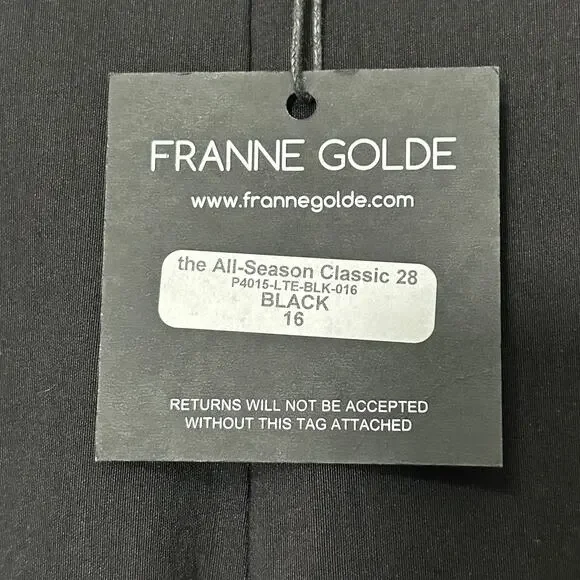 FRANNE GOLDE
www.frannegolde.com
the All-Season Classic 28
P4015-LTE-BLK-016
BLACK
16
RETURNS WILL NOT BE ACCEPTED
WITHOUT THIS TAG ATTACHED